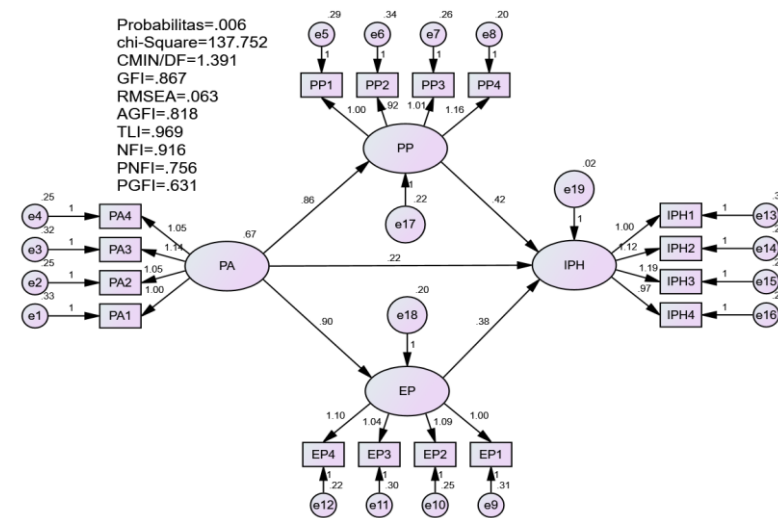 Probabilitas=.006
chi-Square=137.752
CMIN/DF=1.391
GFI=.867
RMSEA=.063
AGFI=.818
TLI=.969
NFI=.916
PNFI=.756
PGFI=.631
.29 .34 .26 .20
e5 e6 e7 e8
1 1 1 1
PP1 PP2 PP3 PP4
1.00 .92 1.01 1.16
PP
1
.22
e17
.86
.42
.02
e19
1
.25
e4 1 PA4 1.05
.32
e3 1 PA3 1.14
.25
e2 1 PA2 1.05
.33
e1 1 PA1 1.00
.67
PA
.22
IPH
1.00 IPH1 1 e13
1.12 IPH2 1 e14
1.19 IPH3 1 e15
.97 IPH4 1 e16
.90
.20
e18
1
.38
EP
1.10 1.04 1.09 1.00
EP4 EP3 EP2 EP1
1 1 1 1
.22 .30 .25 .31
e12 e11 e10 e9